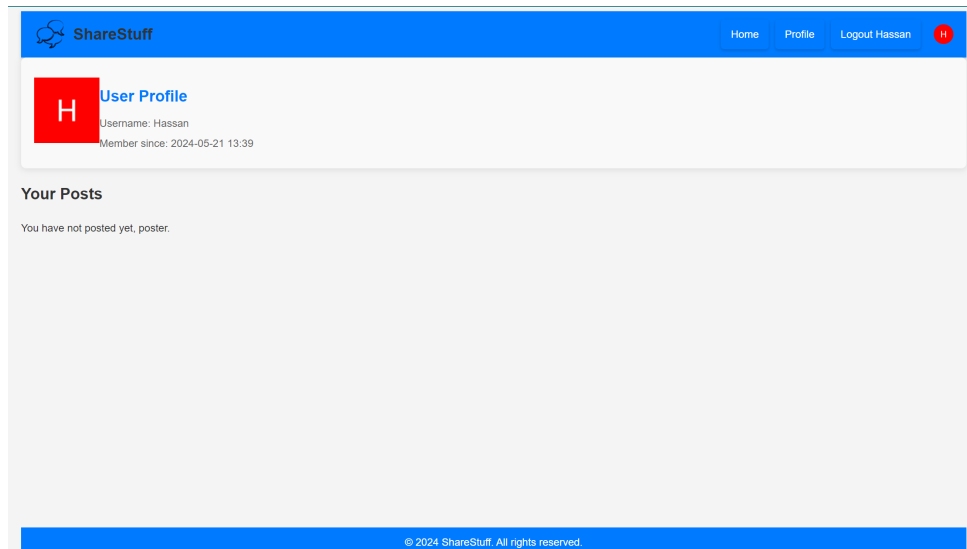 ShareStuff
Home Profile Logout Hassan H
H
User Profile
Username: Hassan
Member since: 2024-05-21 13:39
Your Posts
You have not posted yet, poster.
© 2024 ShareStuff. All rights reserved.